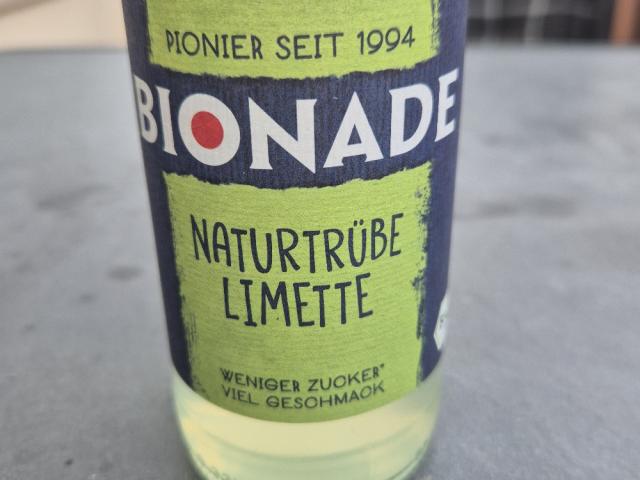 PIONIER SEIT 1994
BIONADE
NATURTRÜBE
LIMETTE
WENIGER ZUCKER*
VIEL GESCHMACK